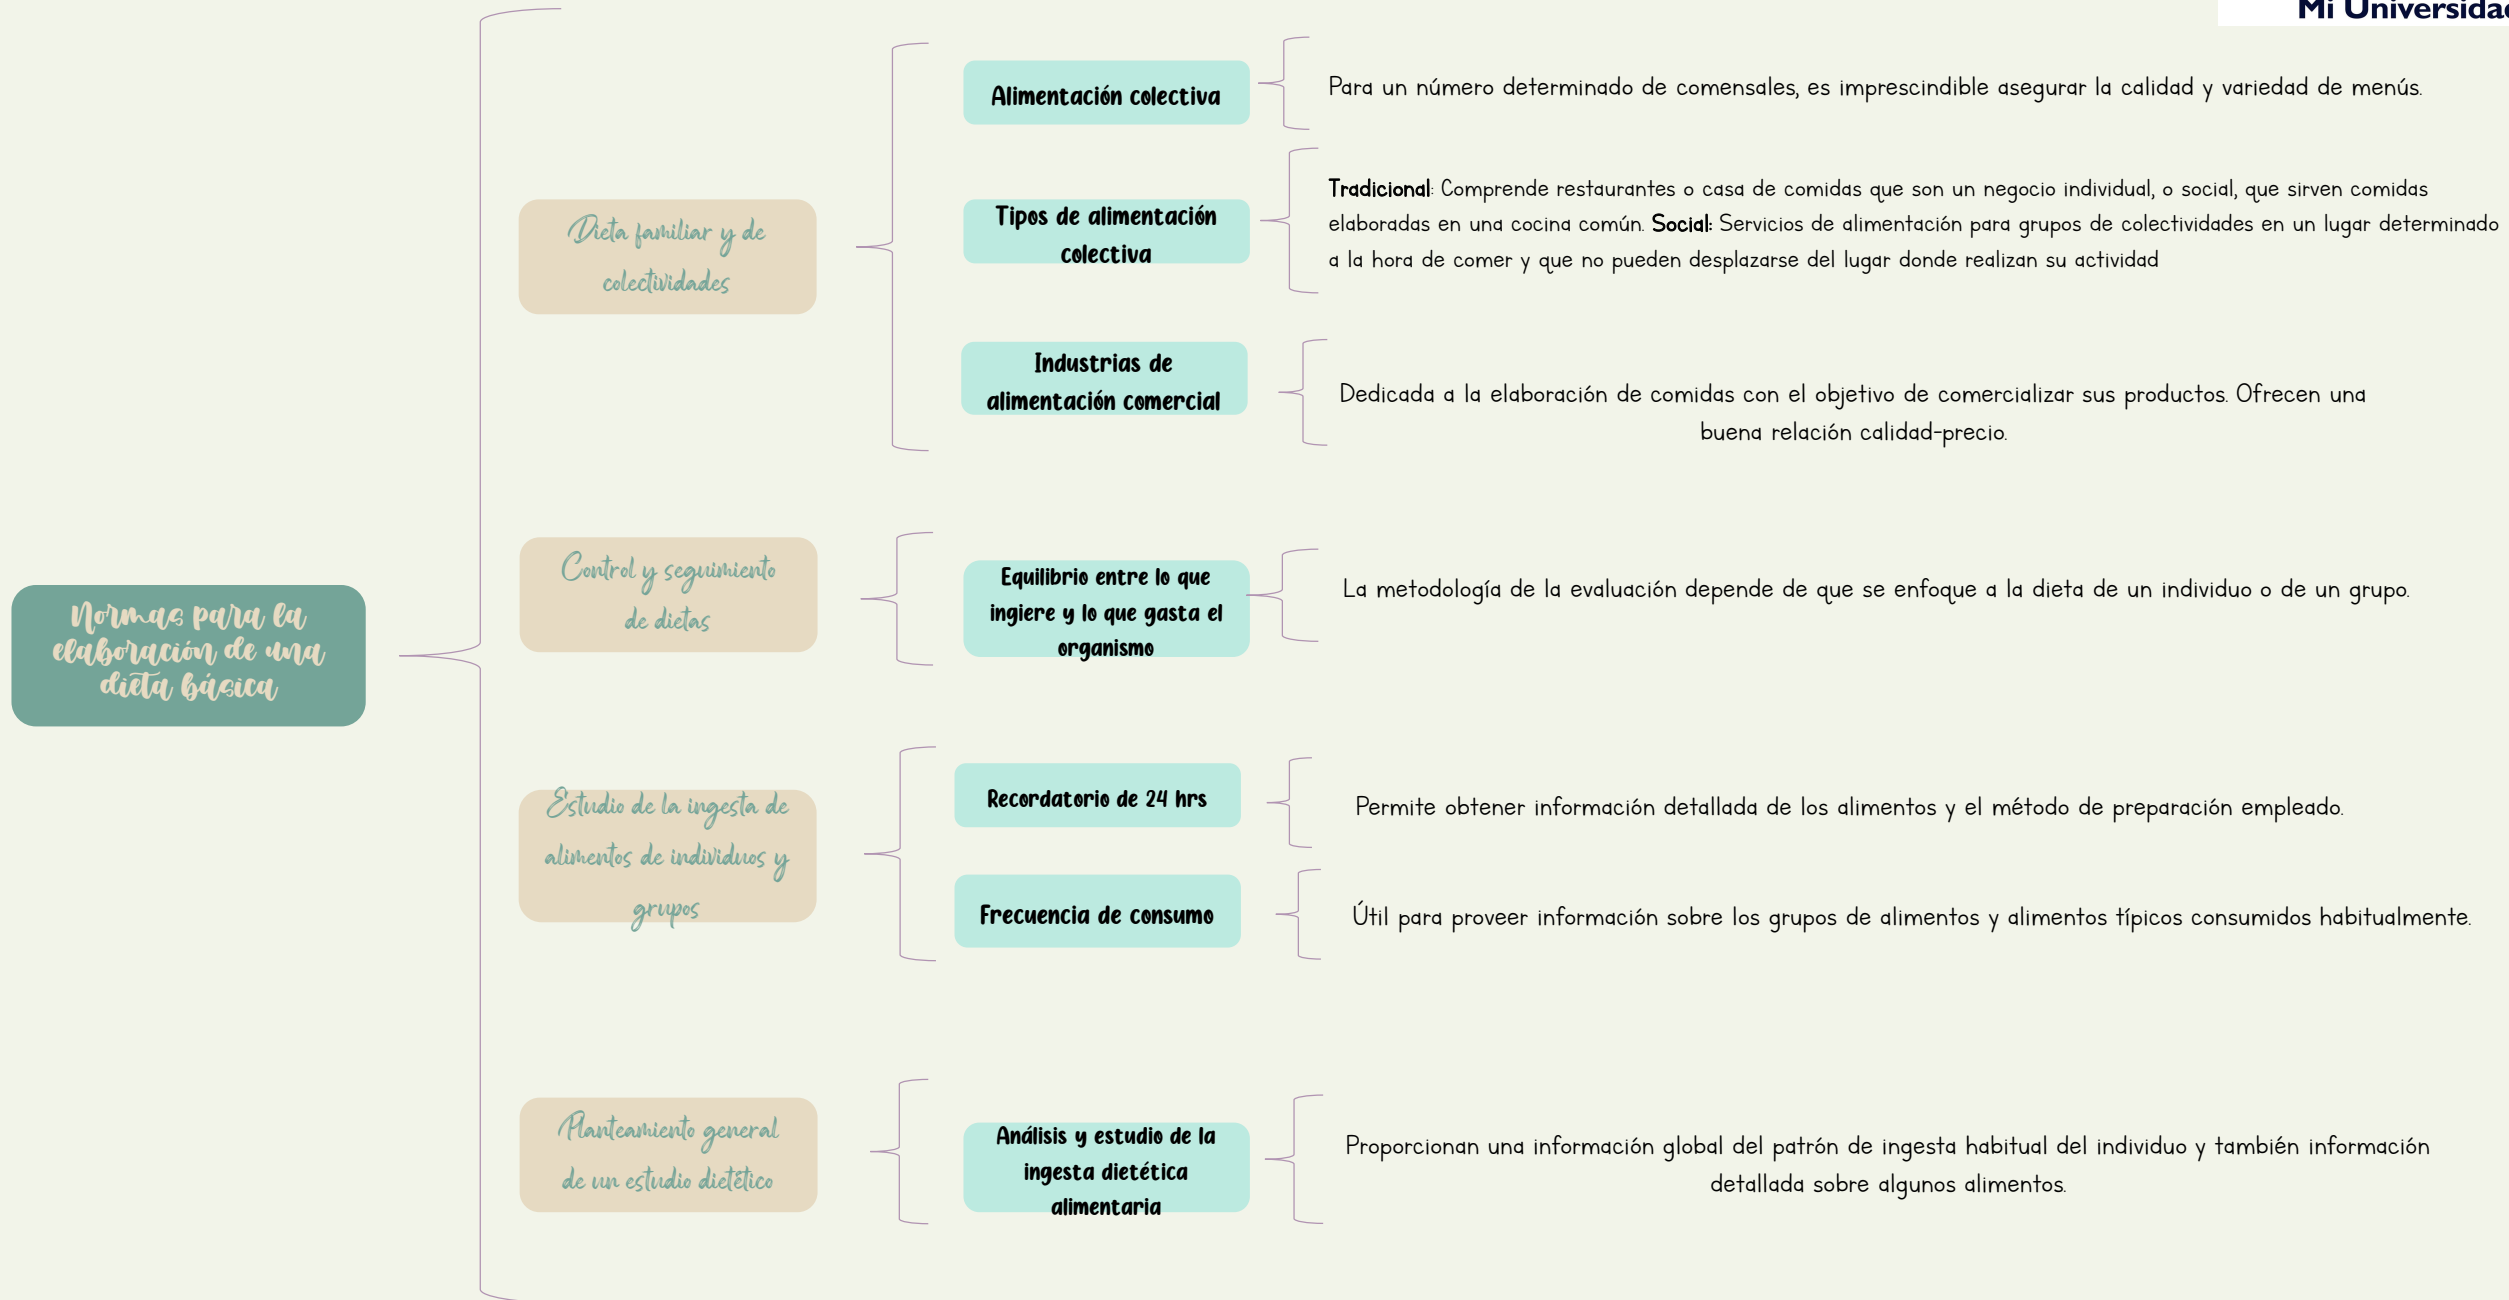 Mi Universidad
Normas para la
elaboración de una
dieta básica
Dieta familiar y de
colectividades
Alimentación colectiva
Para un número determinado de comensales, es imprescindible asegurar la calidad y variedad de menús.
Tipos de alimentación
colectiva
Tradicional: Comprende restaurantes o casa de comidas que son un negocio individual, o social, que sirven comidas
elaboradas en una cocina común. Social: Servicios de alimentación para grupos de colectividades en un lugar determinado
a la hora de comer y que no pueden desplazarse del lugar donde realizan su actividad
Industrias de
alimentación comercial
Dedicada a la elaboración de comidas con el objetivo de comercializar sus productos. Ofrecen una
buena relación calidad-precio.
Control y seguimiento
de dietas
Equilibrio entre lo que
ingiere y lo que gasta el
organismo
La metodología de la evaluación depende de que se enfoque a la dieta de un individuo o de un grupo.
Estudio de la ingesta de
alimentos de individuos y
grupos
Recordatorio de 24 hrs
Permite obtener información detallada de los alimentos y el método de preparación empleado.
Frecuencia de consumo
Útil para proveer información sobre los grupos de alimentos y alimentos típicos consumidos habitualmente.
Planteamiento general
de un estudio dietético
Análisis y estudio de la
ingesta dietética
alimentaria
Proporcionan una información global del patrón de ingesta habitual del individuo y también información
detallada sobre algunos alimentos.